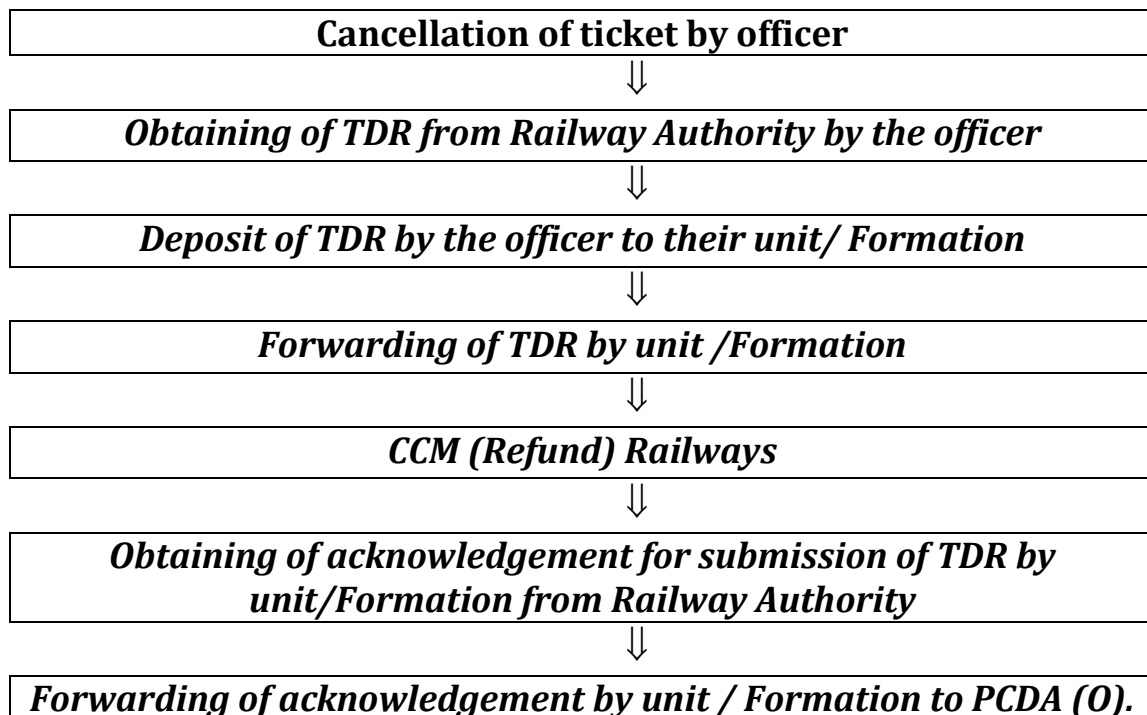 Cancellation of ticket by officer
⇓
Obtaining of TDR from Railway Authority by the officer
⇓
Deposit of TDR by the officer to their unit/ Formation
⇓
Forwarding of TDR by unit /Formation
⇓
CCM (Refund) Railways
⇓
Obtaining of acknowledgement for submission of TDR by
unit/Formation from Railway Authority
⇓
Forwarding of acknowledgement by unit / Formation to PCDA (O).